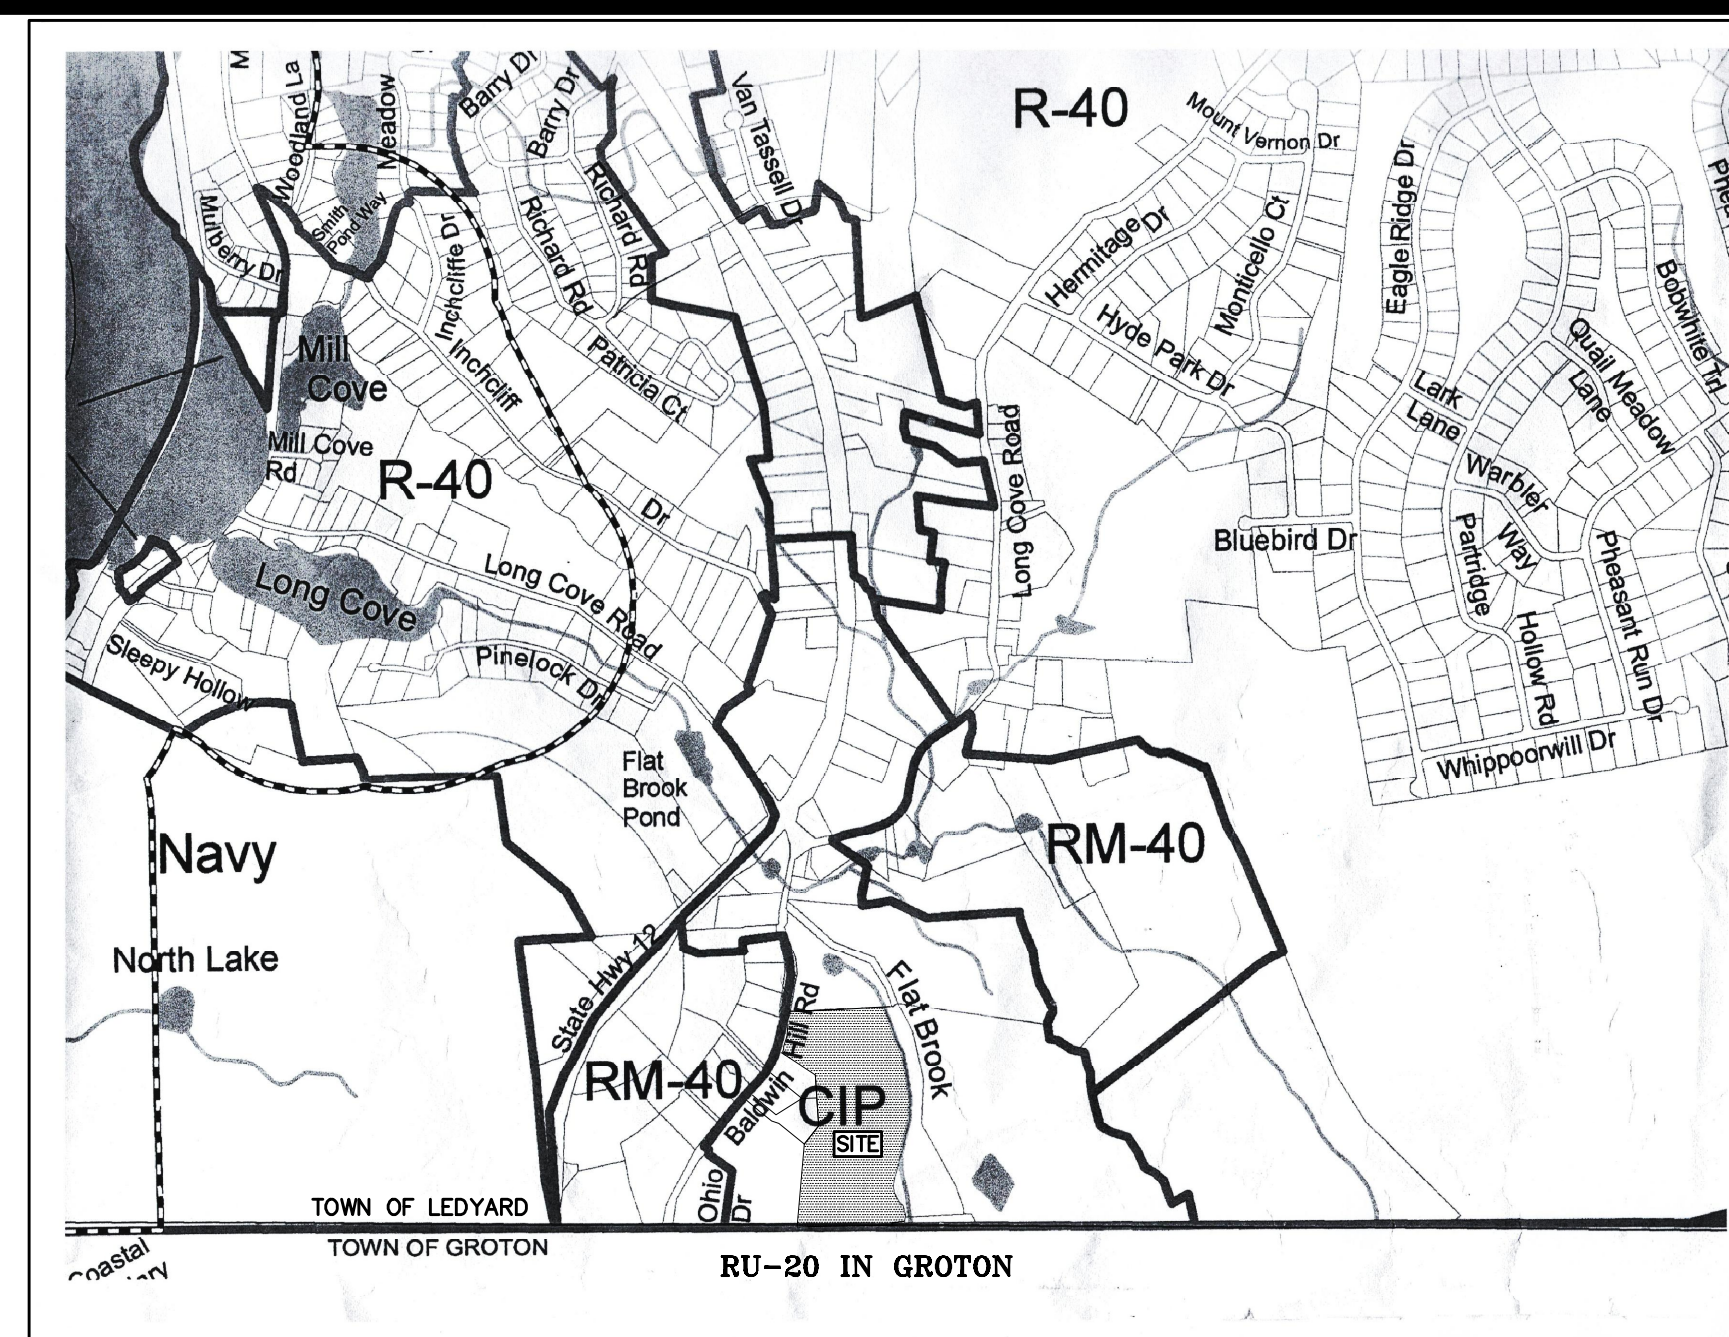 Woodland La
Meadow
Barry Dr
Barry Dr
Van Tassell Dr
R-40
Mount Vernon Dr
Eagle Ridge Dr
Mulberry Dr
Smith
Pond Way
Inchcliffe Dr
Richard Rd
Richard Rd
Hermitage Dr
Monticello Ct
Hyde Park Dr
Bobwhite Trl
Quail Meadow
Lane
Mill
Cove
Inchcliff
Dr
Patricia Ct
Lark
Lane
Mill Cove
Rd
R-40
Long Cove Road
Warbler
Way
Bluebird Dr
Partridge
Hollow Rd
Pheasant Run Dr
Long Cove
Long Cove Road
Sleepy Hollow
Pinelock Dr
Whippoorwill Dr
Flat
Brook
Pond
Navy
RM-40
North Lake
State Hwy 12
Flat Brook
RM-40
Baldwin Hill Rd
CIP
SITE
Ohio
Dr
TOWN OF LEDYARD
TOWN OF GROTON
Coastal
RU-20 IN GROTON